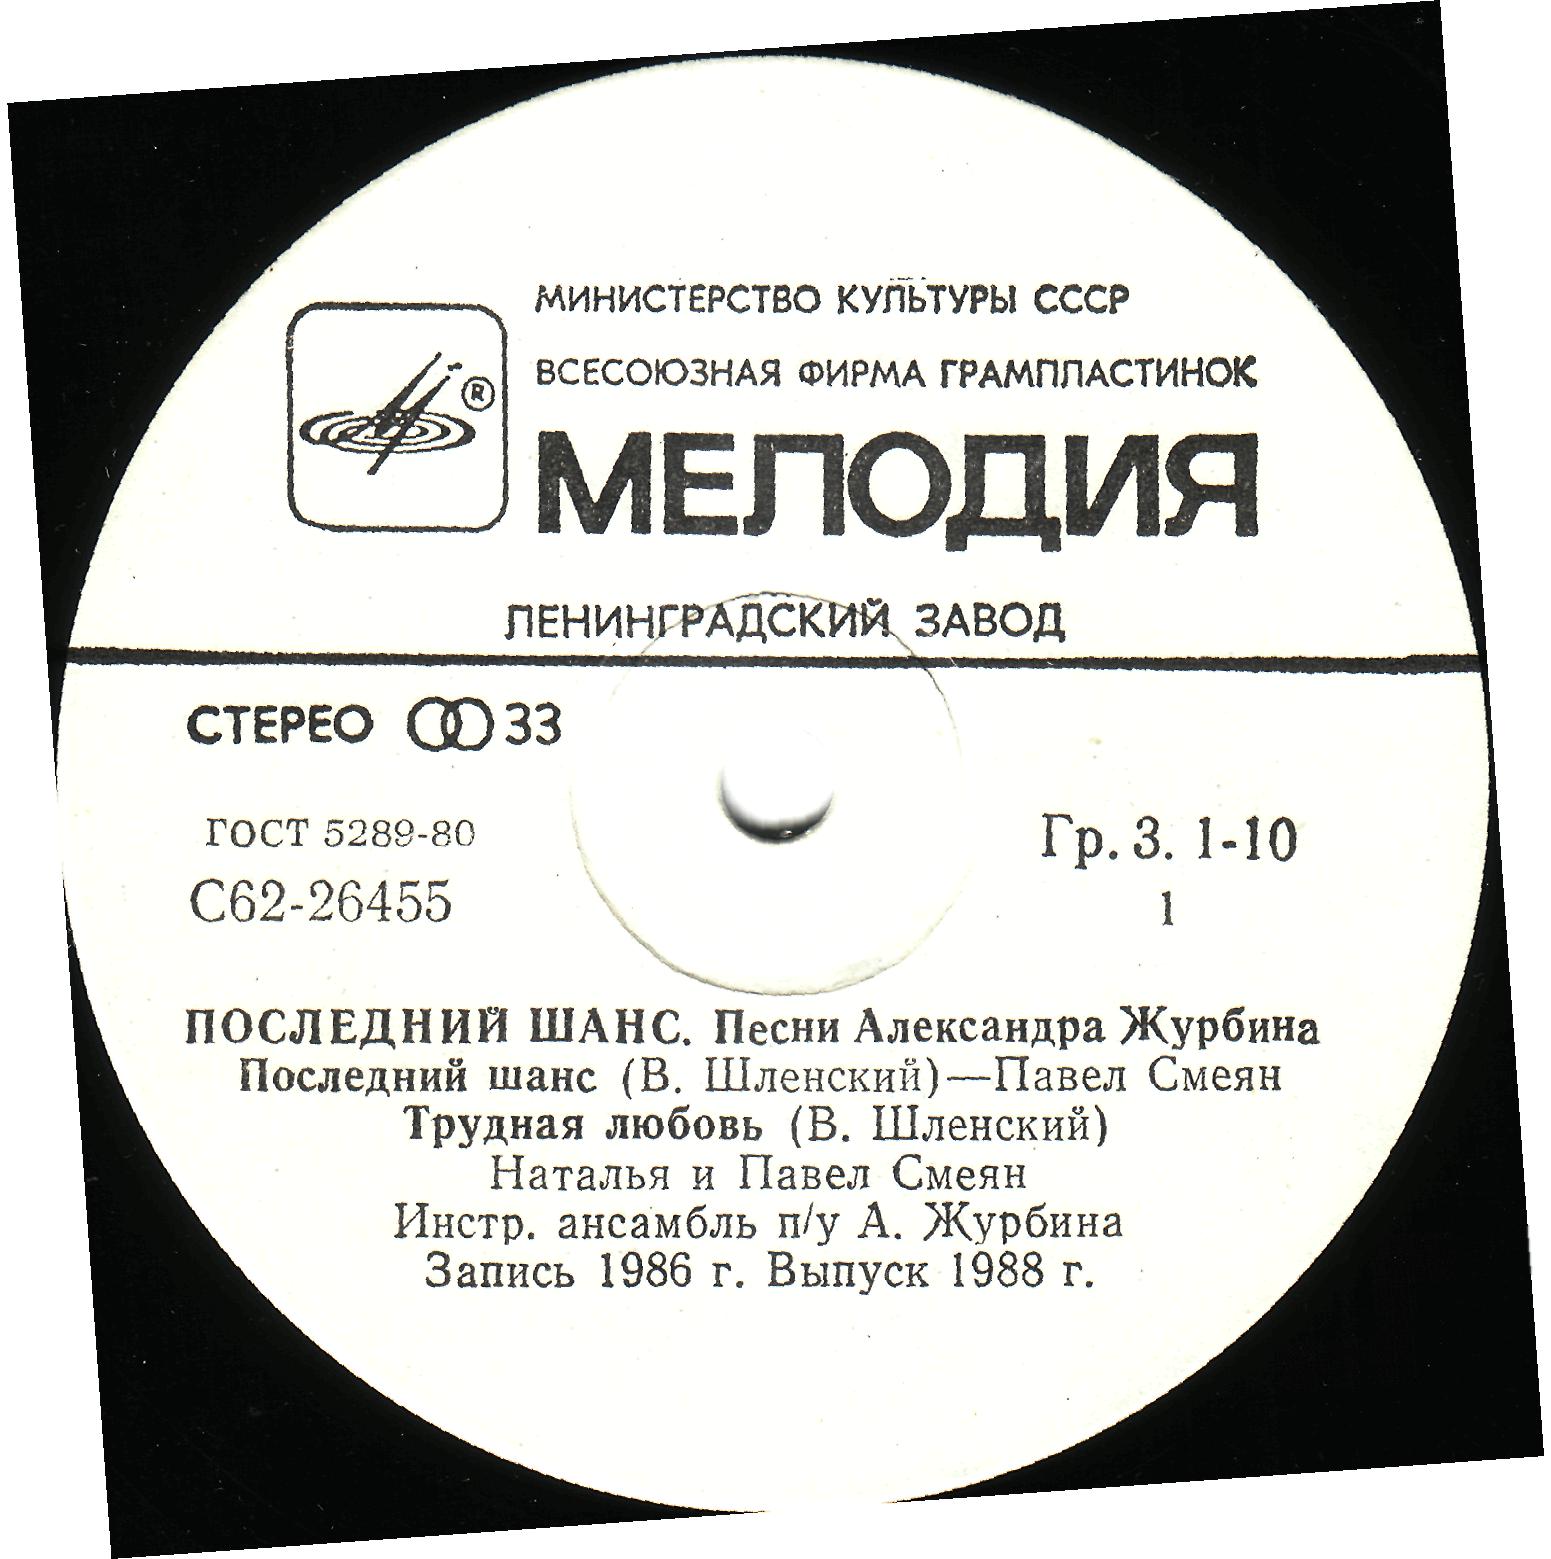 МИНИСТЕРСТВО КУЛЬТУРЫ СССР
ВСЕСОЮЗНАЯ ФИРМА ГРАМПЛАСТИНОК
®
МЕЛОДИЯ
ЛЕНИНГРАДСКИЙ ЗАВОД
СТЕРЕО 33
ГОСТ 5289-80
Гр. 3. 1-10
С62-26455
1
ПОСЛЕДНИЙ ШАНС. Песни Александра Журбина
Последний шанс (В. Шленский)—Павел Смеян
Трудная любовь (В. Шленский)
Наталья и Павел Смеян
Инстр. ансамбль п/у А. Журбина
Запись 1986 г. Выпуск 1988 г.